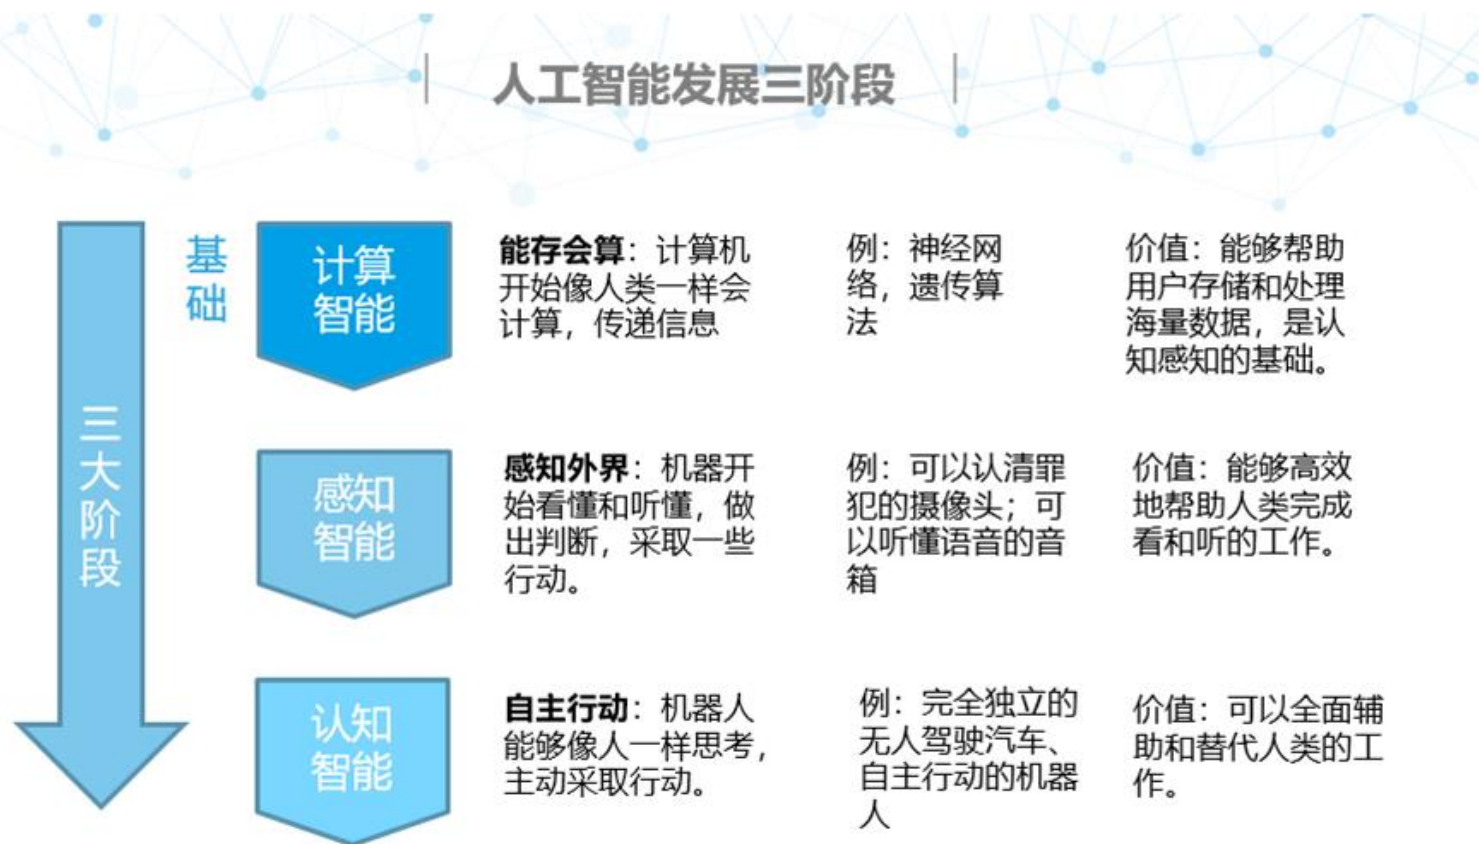 人工智能发展三阶段
三大阶段
基础
计算
智能
能存会算：计算机
开始像人类一样会
计算，传递信息
例：神经网
络，遗传算
法
价值：能够帮助
用户存储和处理
海量数据，是认
知感知的基础。
感知
智能
感知外界：机器开
始看懂和听懂，做
出判断，采取一些
行动。
例：可以认清罪
犯的摄像头；可
以听懂语音的音
箱
价值：能够高效
地帮助人类完成
看和听的工作。
认知
智能
自主行动：机器人
能够像人一样思考，
主动采取行动。
例：完全独立的
无人驾驶汽车、
自主行动的机器
人
价值：可以全面辅
助和替代人类的工
作。